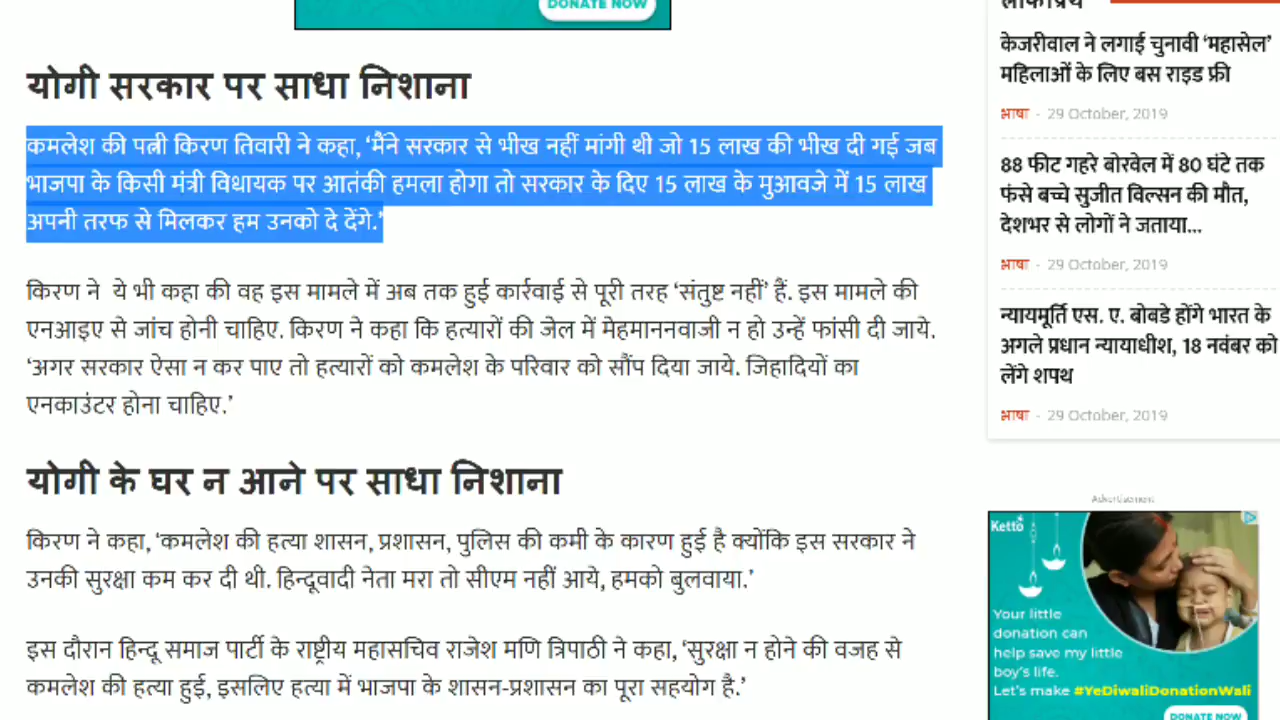 DONATE NOW
योगी सरकार पर साधा निशाना
कमलेश की पत्नी किरण तिवारी ने कहा, ‘मैंने सरकार से भीख नहीं मांगी थी जो 15 लाख की भीख दी गई जब
भाजपा के किसी मंत्री विधायक पर आतंकी हमला होगा तो सरकार के दिए 15 लाख के मुआवजे में 15 लाख
अपनी तरफ से मिलकर हम उनको दे देंगे.’
किरण ने ये भी कहा की वह इस मामले में अब तक हुई कार्रवाई से पूरी तरह ‘संतुष्ट नहीं’ हैं. इस मामले की
एनआइए से जांच होनी चाहिए. किरण ने कहा कि हत्यारों की जेल में मेहमाननवाजी न हो उन्हें फांसी दी जाये.
‘अगर सरकार ऐसा न कर पाए तो हत्यारों को कमलेश के परिवार को सौंप दिया जाये. जिहादियों का
एनकाउंटर होना चाहिए.’
योगी के घर न आने पर साधा निशाना
किरण ने कहा, ‘कमलेश की हत्या शासन, प्रशासन, पुलिस की कमी के कारण हुई है क्योंकि इस सरकार ने
उनकी सुरक्षा कम कर दी थी. हिन्दूवादी नेता मरा तो सीएम नहीं आये, हमको बुलवाया.’
इस दौरान हिन्दू समाज पार्टी के राष्ट्रीय महासचिव राजेश मणि त्रिपाठी ने कहा, ‘सुरक्षा न होने की वजह से
कमलेश की हत्या हुई, इसलिए हत्या में भाजपा के शासन-प्रशासन का पूरा सहयोग है.’
केजरीवाल ने लगाई चुनावी ‘महासेल’
महिलाओं के लिए बस राइड फ्री
भाषा - 29 October, 2019
88 फीट गहरे बोरवेल में 80 घंटे तक
फंसे बच्चे सुजीत विल्सन की मौत,
देशभर से लोगों ने जताया...
भाषा - 29 October, 2019
न्यायमूर्ति एस. ए. बोबडे होंगे भारत के
अगले प्रधान न्यायाधीश, 18 नवंबर को
लेंगे शपथ
भाषा - 29 October, 2019
Advertisement
Ketto
Your little
donation can
help save my little
boy's life.
Let's make #YeDiwaliDonationWali
DONATE NOW